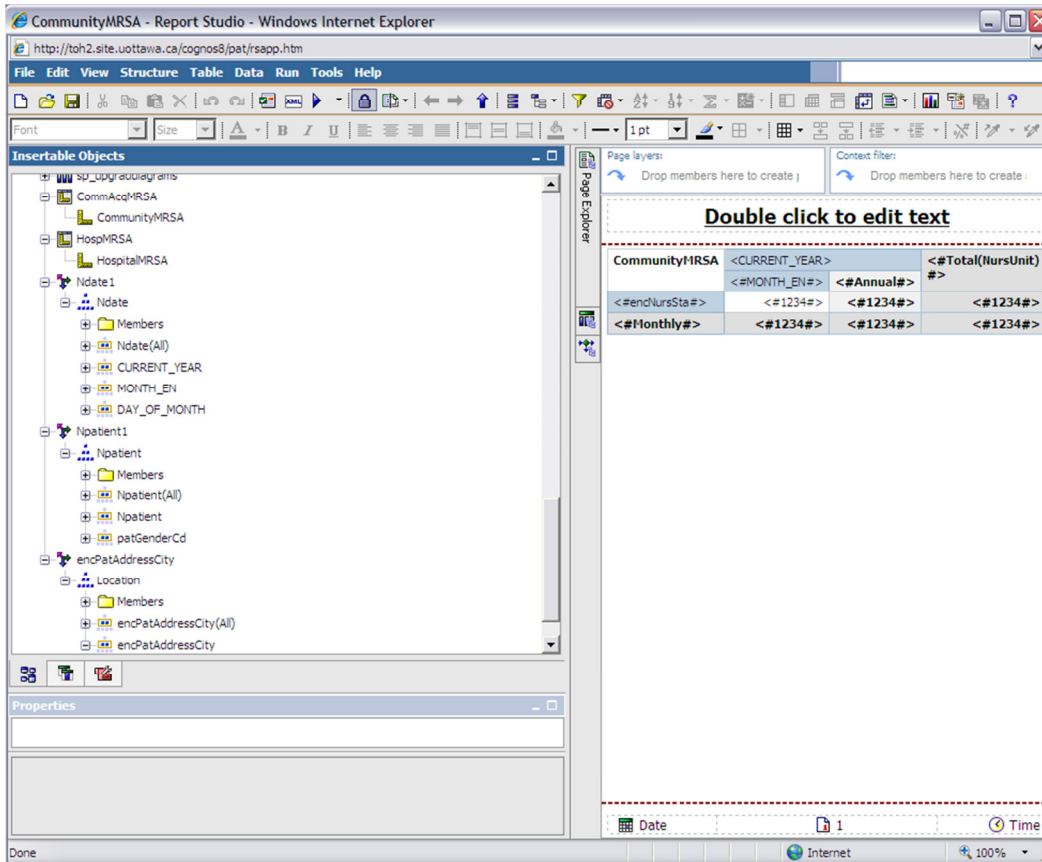 CommunityMRSA - Report Studio - Windows Internet Explorer
http://toh2.site.uottawa.ca/cognos8/pat/rsapp.htm
File Edit View Structure Table Data Run Tools Help
Font Size 1 pt
Insertable Objects
sp_upgraddiagrams
CommAcqMRSA
CommunityMRSA
HospMRSA
HospitalMRSA
Ndate1
Ndate
Members
Ndate(All)
CURRENT_YEAR
MONTH_EN
DAY_OF_MONTH
Npatient1
Npatient
Members
Npatient(All)
Npatient
patGenderCd
encPatAddressCity
Location
Members
encPatAddressCity(All)
encPatAddressCity
Properties
Page Explorer
Page layers: Context filter:
Drop members here to create Drop members here to create
Double click to edit text
CommunityMRSA <CURRENT_YEAR> <#Total(NursUnit)
#>
<#MONTH_EN#> <#Annual#>
<#encNursSta#> <#1234#> <#1234#> <#1234#>
<#Monthly#> <#1234#> <#1234#> <#1234#>
Date 1 Time
Done Internet 100%